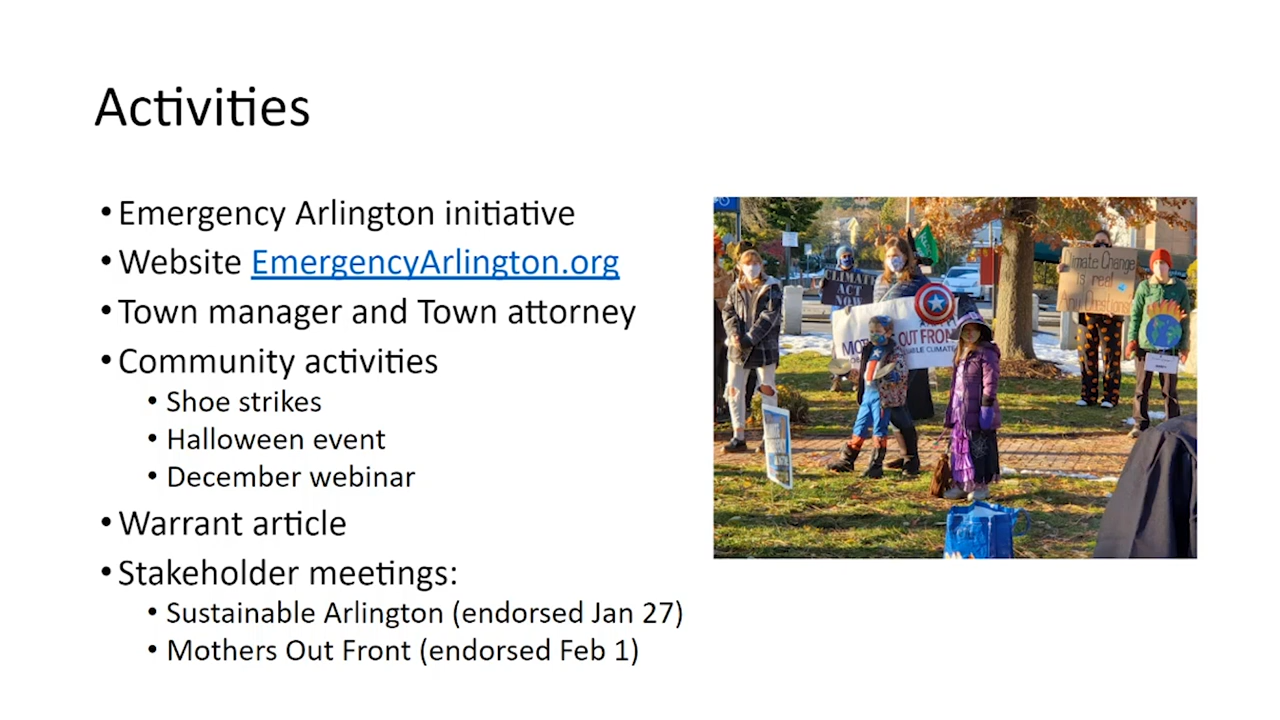 Activities
• Emergency Arlington initiative
• Website EmergencyArlington.org
• Town manager and Town attorney
• Community activities
• Shoe strikes
• Halloween event
• December webinar
• Warrant article
• Stakeholder meetings:
• Sustainable Arlington (endorsed Jan 27)
• Mothers Out Front (endorsed Feb 1)
CLIMATE
ACT
NOW
OUT FRONT
Climate Change
is real
Any Questions